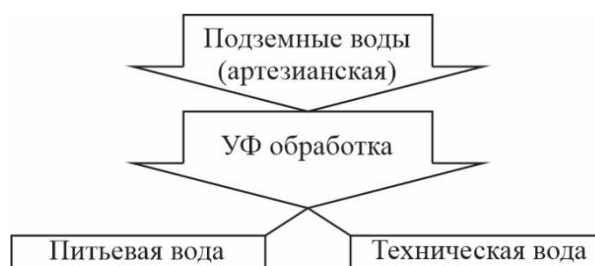 Подземные воды
(артезианская)
УФ обработка
Питьевая вода
Техническая вода